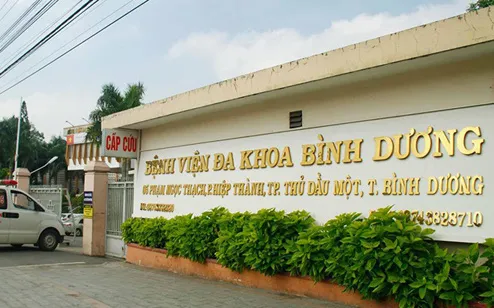 CẤP CỨU
BỆNH VIỆN ĐA KHOA BÌNH DƯƠNG
PHẠM NGỌC THẠCH, P. HIỆP THÀNH, TP. THỦ DẦU MỘT, T. BÌNH DƯƠNG